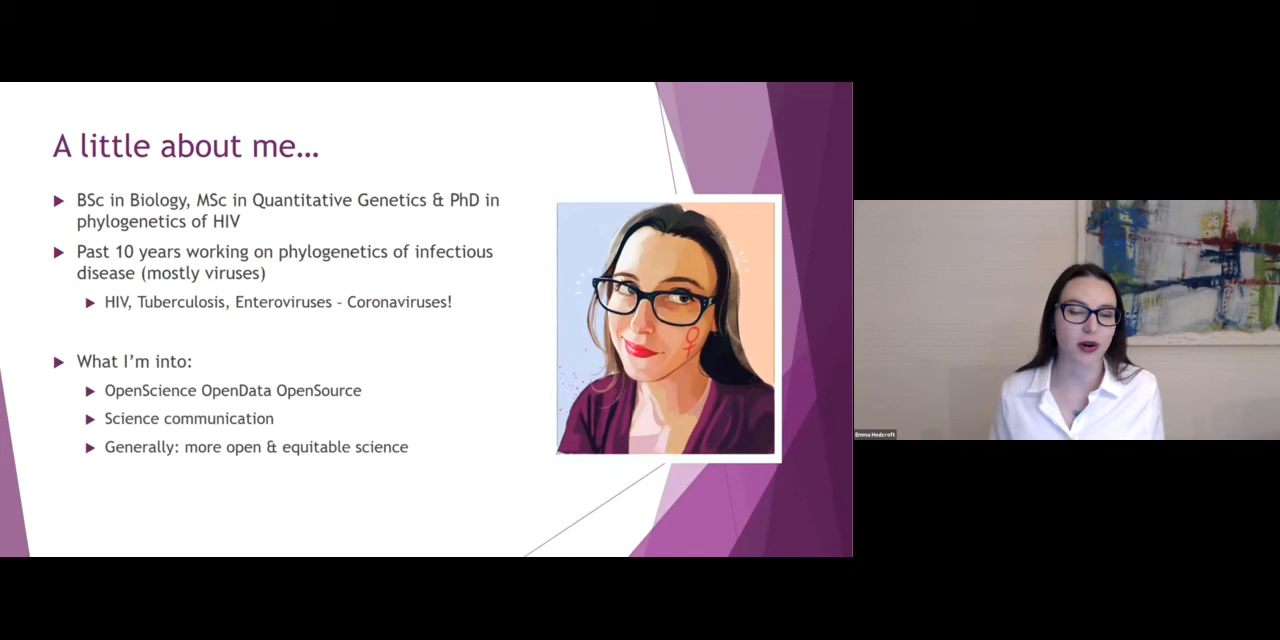 A little about me...
BSc in Biology, MSc in Quantitative Genetics & PhD in
phylogenetics of HIV
Past 10 years working on phylogenetics of infectious
disease (mostly viruses)
HIV, Tuberculosis, Enteroviruses - Coronaviruses!
What I'm into:
OpenScience OpenData OpenSource
Science communication
Generally: more open & equitable science
Emma Hodcroft